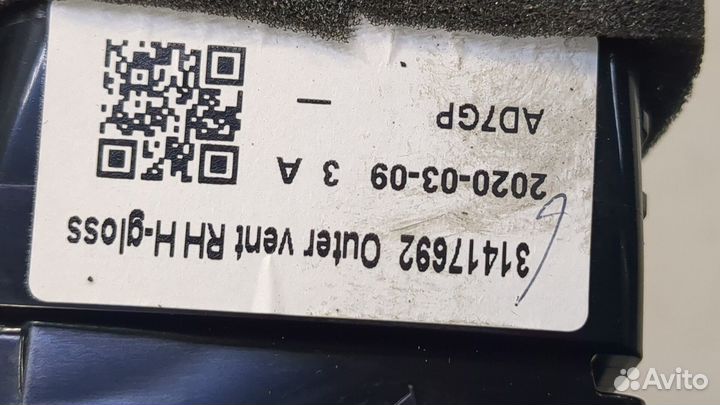 31417692 Outer vent RH H-gloss
2020-03-09 3 A
AD7GP —
Avito